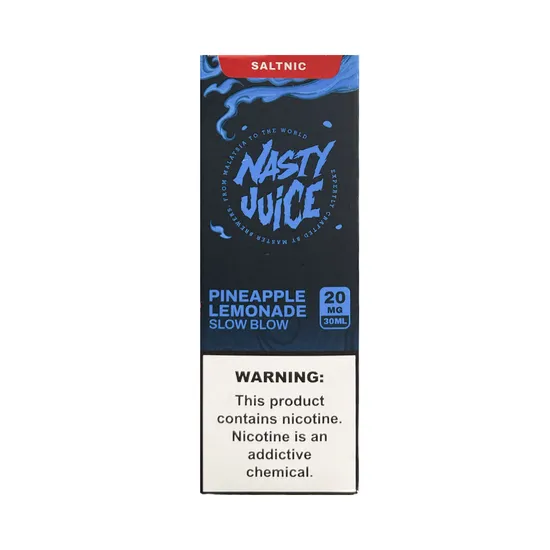 SALTNIC
FROM MALAYSIA TO THE WORLD
NASTY
JUICE
EXPERTLY CRAFTED BY MASTER BREWERS.
PINEAPPLE
LEMONADE
SLOW BLOW
20
MG
30ML
WARNING:
This product
contains nicotine.
Nicotine is an
addictive
chemical.